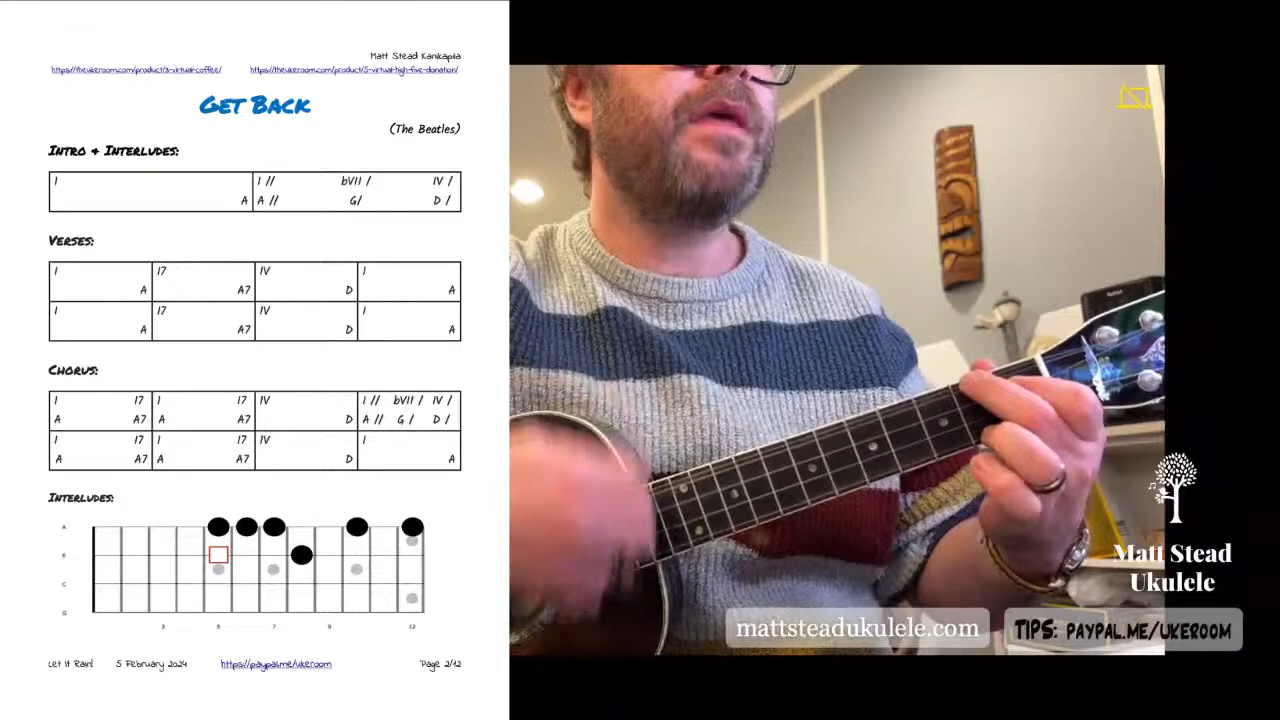 Matt Stead Kanikapila
https://theukeroom.com/product/3-virtual-coffee/ https://theukeroom.com/product/5-virtual-high-five-donation/
Get Back
(The Beatles)
Intro & Interludes:
I I // bVII / IV /
A A // G/ D /
Verses:
I I7 IV I
A A7 D A
I I7 IV I
A A7 D A
Chorus:
I I7 I I7 IV I // bVII / IV /
A A7 A A7 D A // G / D /
I I7 I I7 IV I
A A7 A A7 D A
Interludes:
A
E
C
G
3 5 7 9 12
Let It Rain! 5 February 2024 https://paypal.me/ukeroom Page 2/12
Matt Stead
Ukulele
mattsteadukulele.com
TIPS: PAYPAL.ME/UKEROOM